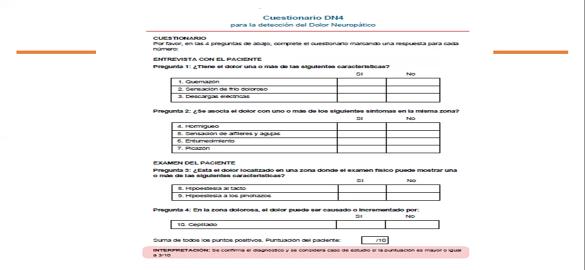 Cuestionario DN4
para la detección del Dolor Neuropático
CUESTIONARIO
Por favor, en las 4 preguntas de abajo, complete el cuestionario marcando una respuesta para cada
número:
ENTREVISTA CON EL PACIENTE
Pregunta 1: ¿Tiene el dolor una o más de las siguientes características?
SI No
1. Quemazón
2. Sensación de frío doloroso
3. Descargas eléctricas
Pregunta 2: ¿Se asocia el dolor con uno o más de los siguientes síntomas en la misma zona?
SI No
4. Hormigueo
5. Sensación de alfileres y agujas
6. Entumecimiento
7. Picazón
EXAMEN DEL PACIENTE
Pregunta 3: ¿Está el dolor localizado en una zona donde el examen físico puede mostrar una
o más de las siguientes características?
SI No
8. Hipoestesia al tacto
9. Hipoestesia a los pinchazos
Pregunta 4: En la zona dolorosa, el dolor puede ser causado o incrementado por:
SI No
10. Cepillado
Suma de todos los puntos positivos. Puntuación del paciente: /10
INTERPRETACIÓN: Se confirma el diagnóstico y se considera caso de estudio si la puntuación es mayor o igual
a 3/10